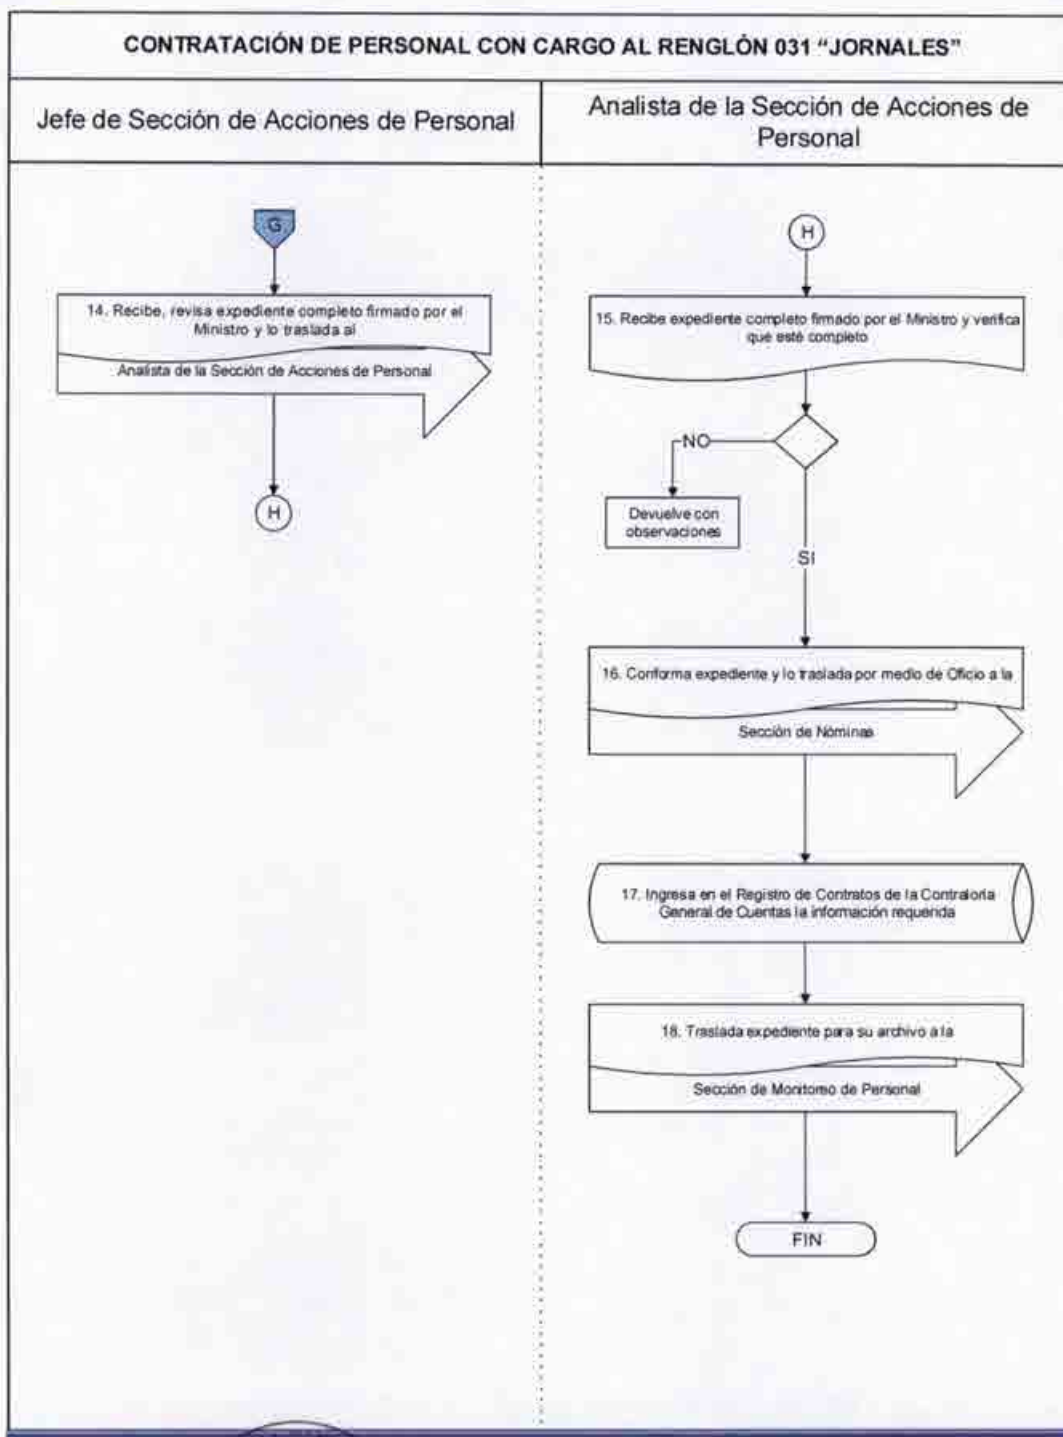 CONTRATACIÓN DE PERSONAL CON CARGO AL RENGLÓN 031 “JORNALES”
Jefe de Sección de Acciones de Personal
Analista de la Sección de Acciones de
Personal
G
14. Recibe, revisa expediente completo firmado por el
Ministro y lo traslada al
Analista de la Sección de Acciones de Personal
H
H
15. Recibe expediente completo firmado por el Ministro y verifica
que esté completo
NO
Devuelve con
observaciones
SI
16. Conforma expediente y lo traslada por medio de Oficio a la
Sección de Nóminas
17. Ingresa en el Registro de Contratos de la Contraloría
General de Cuentas la información requerida
18. Traslada expediente para su archivo a la
Sección de Monitoreo de Personal
FIN